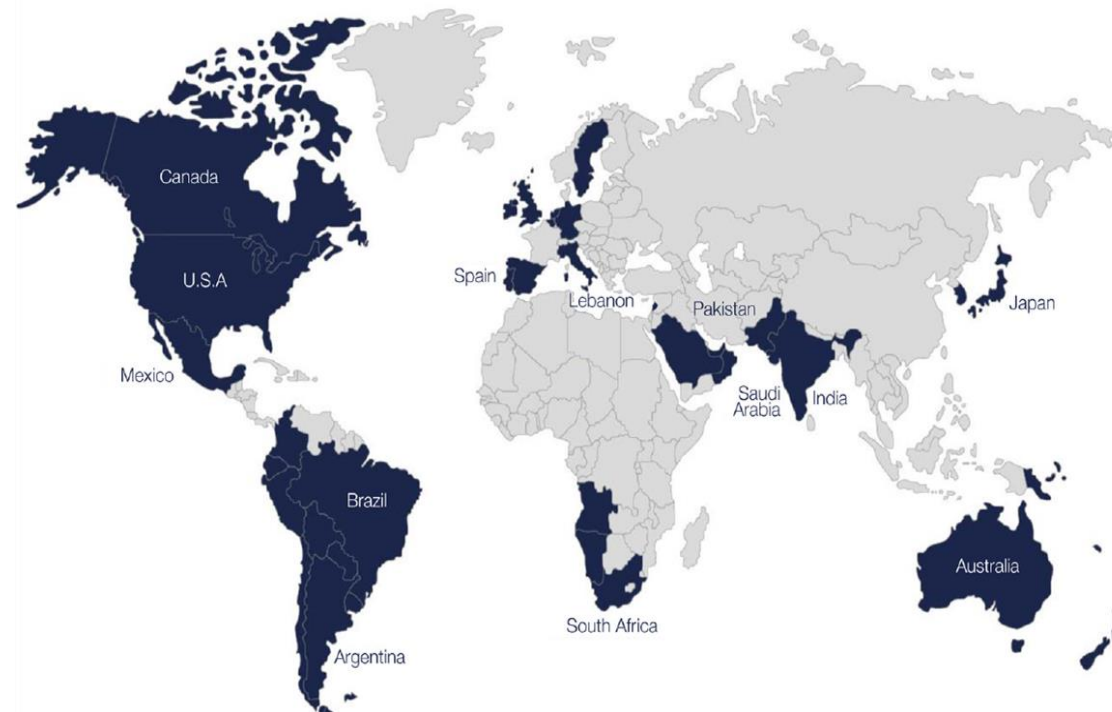 Canada
U.S.A
Mexico
Brazil
Argentina
Spain
Lebanon
Pakistan
Saudi
Arabia
India
Japan
South Africa
Australia